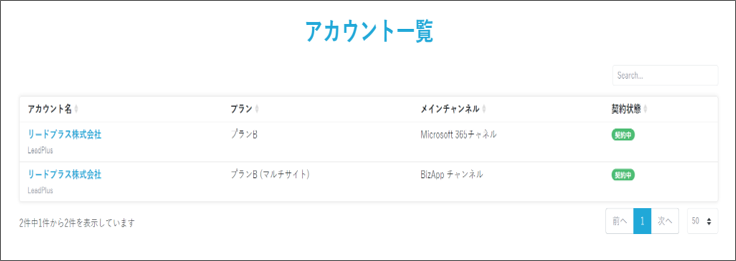 アカウント一覧
Search...
アカウント名 プラン メインチャンネル 契約状態
リードプラス株式会社 プランB Microsoft 365チャネル 契約中
LeadPlus
リードプラス株式会社 プランB (マルチサイト) BizApp チャンネル 契約中
LeadPlus
2件中1件から2件を表示しています 前へ 1 次へ 50